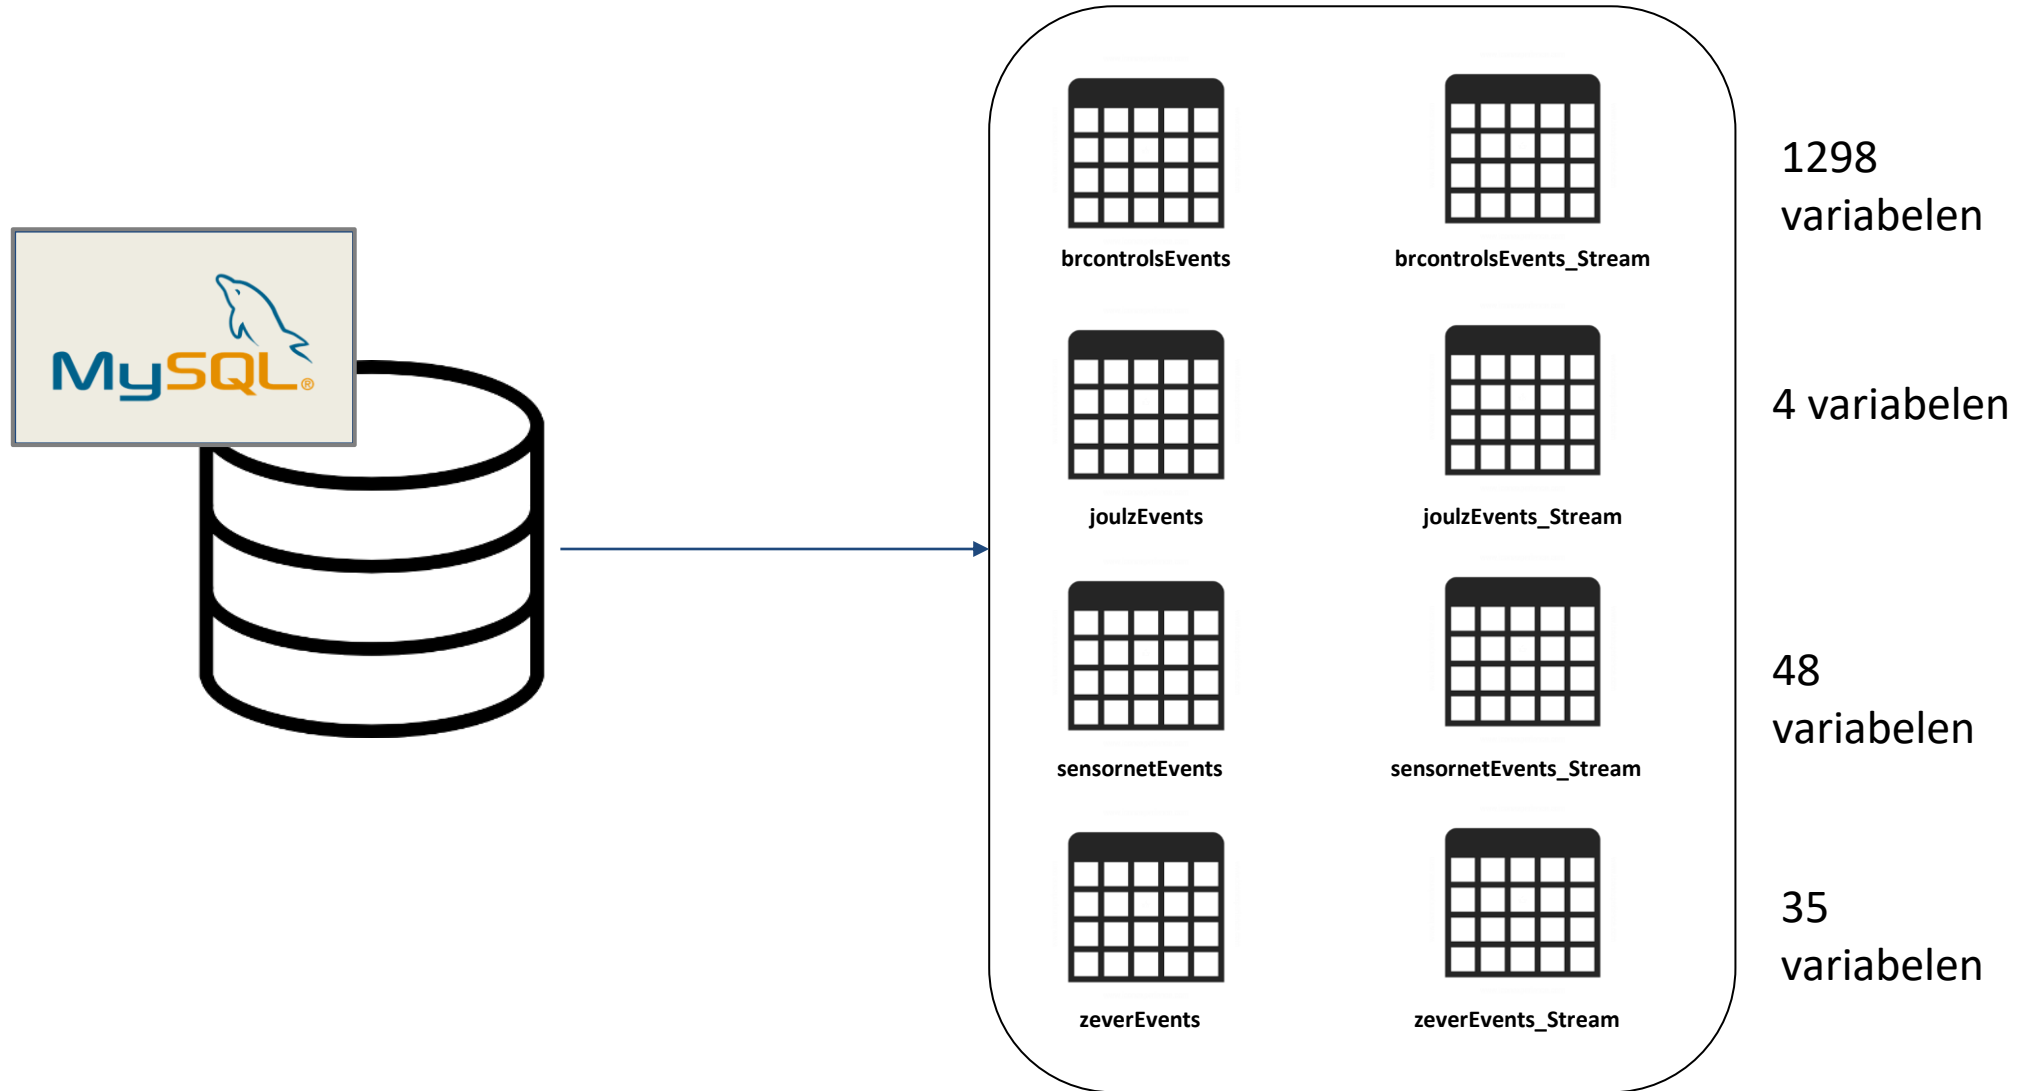 MySQL®
brcontrolsEvents
brcontrolsEvents_Stream
1298
variabelen
joulzEvents
joulzEvents_Stream
4 variabelen
sensornetEvents
sensornetEvents_Stream
48
variabelen
zeverEvents
zeverEvents_Stream
35
variabelen